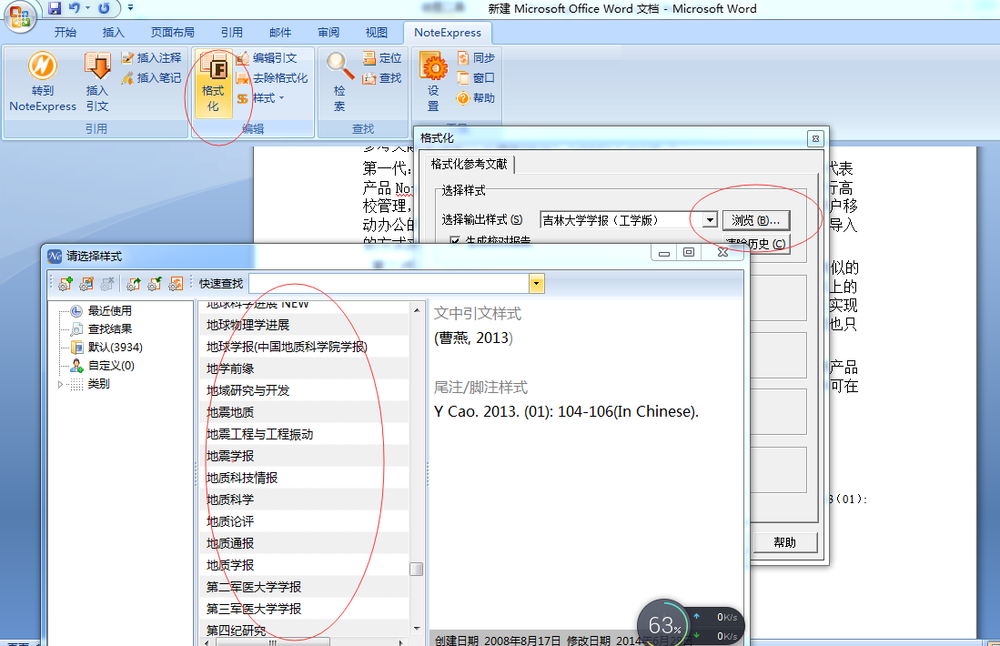 新建 Microsoft Office Word 文档 - Microsoft Word
开始 插入 页面布局 引用 邮件 审阅 视图 NoteExpress
转到
NoteExpress
插入
引文
插入注释
插入笔记
引用
格式
化
编辑引文
去除格式化
样式
编辑
检
索
定位
查找
查找
设
置
同步
窗口
帮助
格式化
格式化参考文献
选择样式
选择输出样式 (S)
吉林大学学报（工学版）
浏览 (B)...
生成校对报告
清除历史 (C)
帮助
第一代：
代表
产品 Not
行高
校管理，
户移
动办公的
导入
似的
上的
实现
也只
产品
可在
3(01):
请选择样式
快速查找
最近使用
查找结果
默认(3934)
自定义(0)
类别
地球科学进展 NEW
地球物理学进展
地球学报(中国地质科学院学报)
地学前缘
地域研究与开发
地震地质
地震工程与工程振动
地震学报
地质科技情报
地质科学
地质论评
地质通报
地质学报
第二军医大学学报
第三军医大学学报
第四纪研究
文中引文样式
(曹燕, 2013)
尾注/脚注样式
Y Cao. 2013. (01): 104-106(In Chinese).
创建日期 2008年8月17日 修改日期 2014年6月
63%
0K/s
0K/s